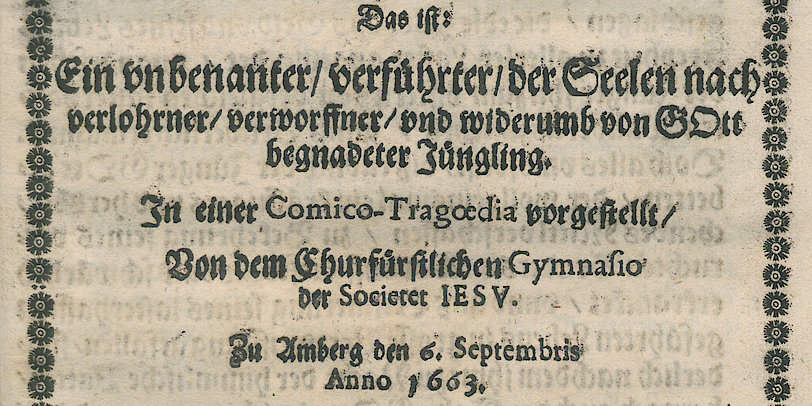 Das ist:
Ein vnbenanter/ verführter/ der Seelen nach
verlohrner/ verworffner/ vnd widerumb von GOtt
begnadeter Jüngling.
In einer Comico-Tragœdia vorgestellt/
Von dem Churfürstlichen Gymnasio
der Societet IESV.
Zu Amberg den 6. Septembris
Anno 1663.